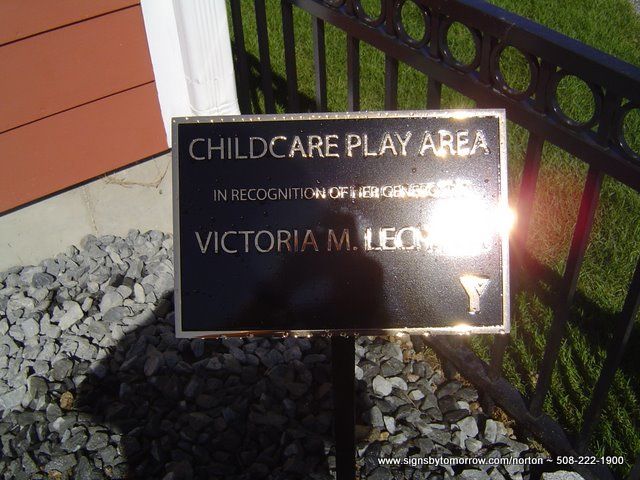 CHILDCARE PLAY AREA
IN RECOGNITION OF HER
VICTORIA M.
www.signsbytomorrow.com/norton ~ 508-222-1900